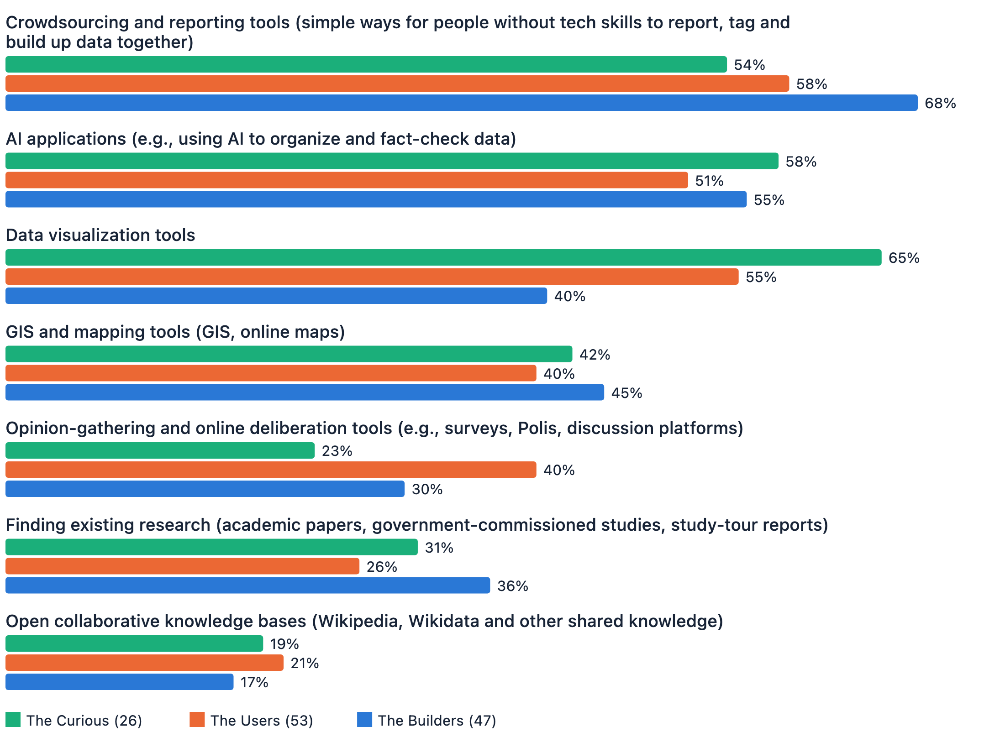 Crowdsourcing and reporting tools (simple ways for people without tech skills to report, tag and
build up data together)
54%
58%
68%
AI applications (e.g., using AI to organize and fact-check data)
58%
51%
55%
Data visualization tools
65%
55%
40%
GIS and mapping tools (GIS, online maps)
42%
40%
45%
Opinion-gathering and online deliberation tools (e.g., surveys, Polis, discussion platforms)
23%
40%
30%
Finding existing research (academic papers, government-commissioned studies, study-tour reports)
31%
26%
36%
Open collaborative knowledge bases (Wikipedia, Wikidata and other shared knowledge)
19%
21%
17%
The Curious (26) The Users (53) The Builders (47)